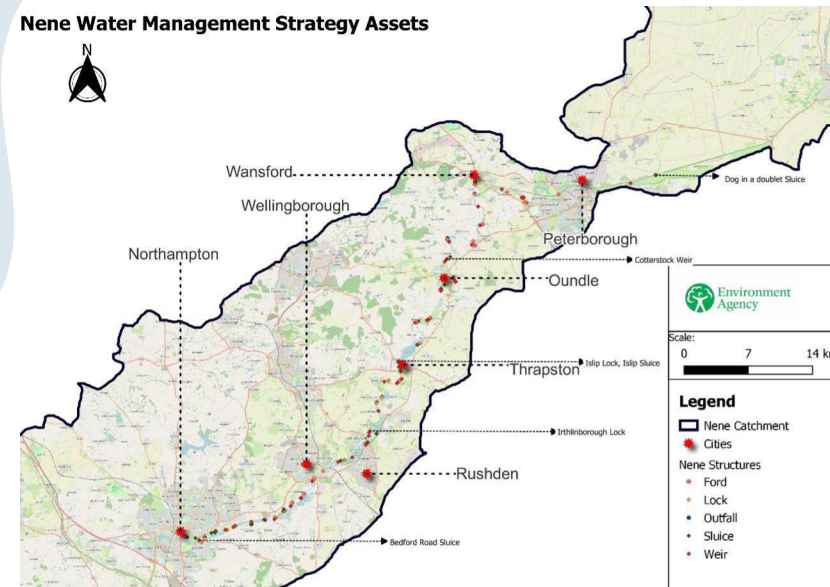 Nene Water Management Strategy Assets
N
Wansford
Wellingborough
Northampton
Dog in a doublet Sluice
Peterborough
Cotterstock Weir
Oundle
Islip Lock, Islip Sluice
Thrapston
Irthlinborough Lock
Rushden
Bedford Road Sluice
Environment
Agency
Scale:
0 7 14 km
Legend
Nene Catchment
Cities
Nene Structures
Ford
Lock
Outfall
Sluice
Weir